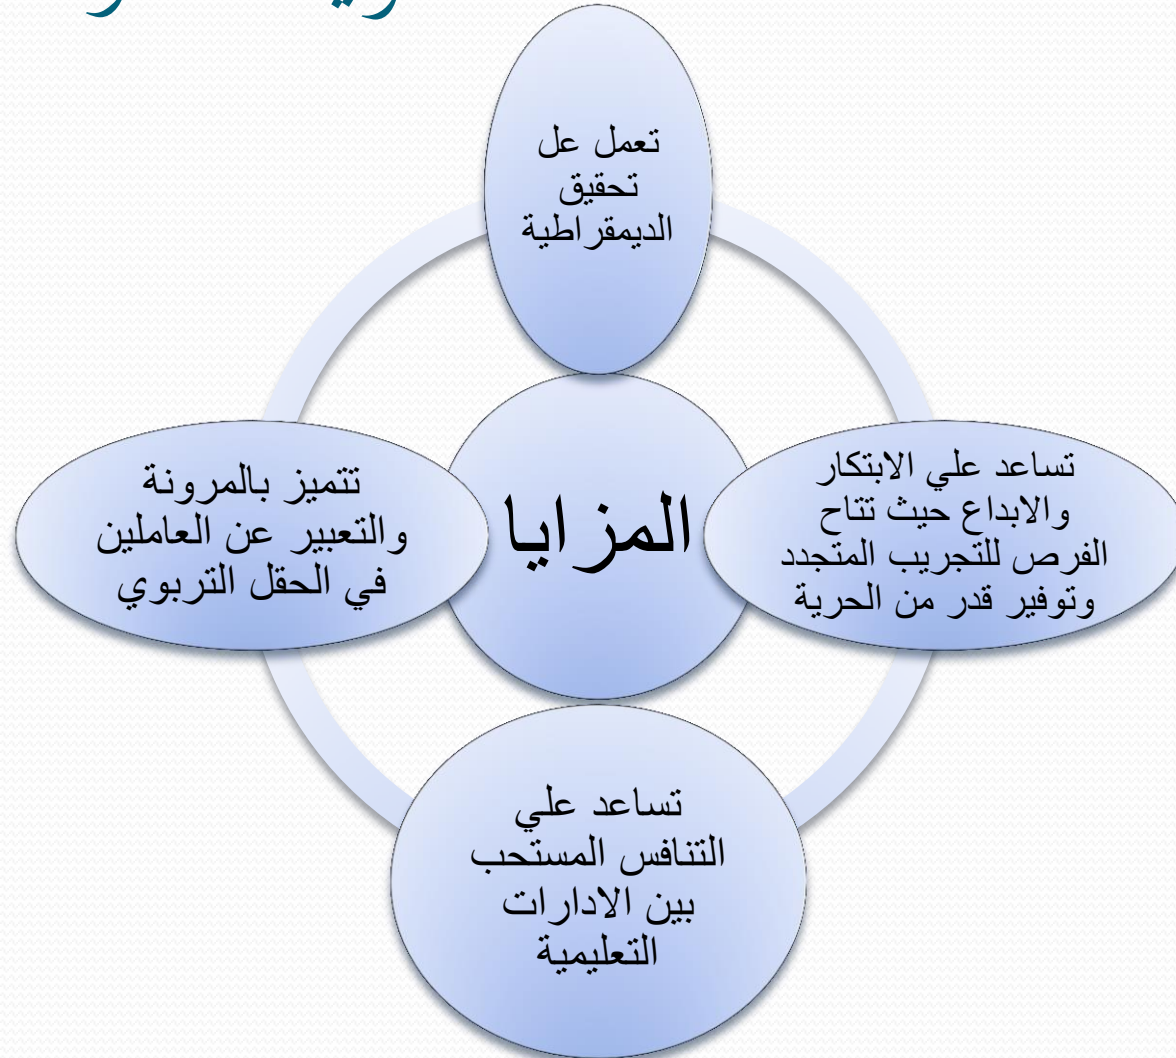 تعمل عل
تحقيق
الديمقراطية
تساعد علي الابتكار
والابداع حيث تتاح
الفرص للتجريب المتجدد
وتوفير قدر من الحرية
المزايا
تتميز بالمرونة
والتعبير عن العاملين
في الحقل التربوي
تساعد علي
التنافس المستحب
بين الادارات
التعليمية